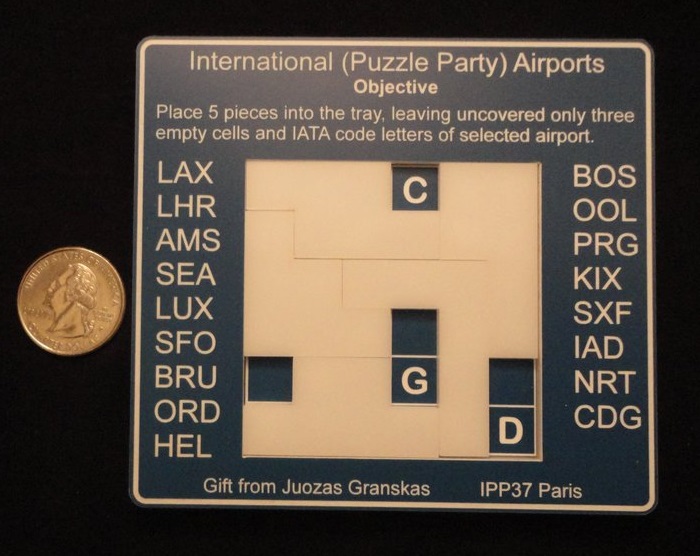 International (Puzzle Party) Airports
Objective
Place 5 pieces into the tray, leaving uncovered only three
empty cells and IATA code letters of selected airport.
LAX
LHR
AMS
SEA
LUX
SFO
BRU
ORD
HEL
C
G
D
BOS
OOL
PRG
KIX
SXF
IAD
NRT
CDG
Gift from Juozas Granskas
IPP37 Paris